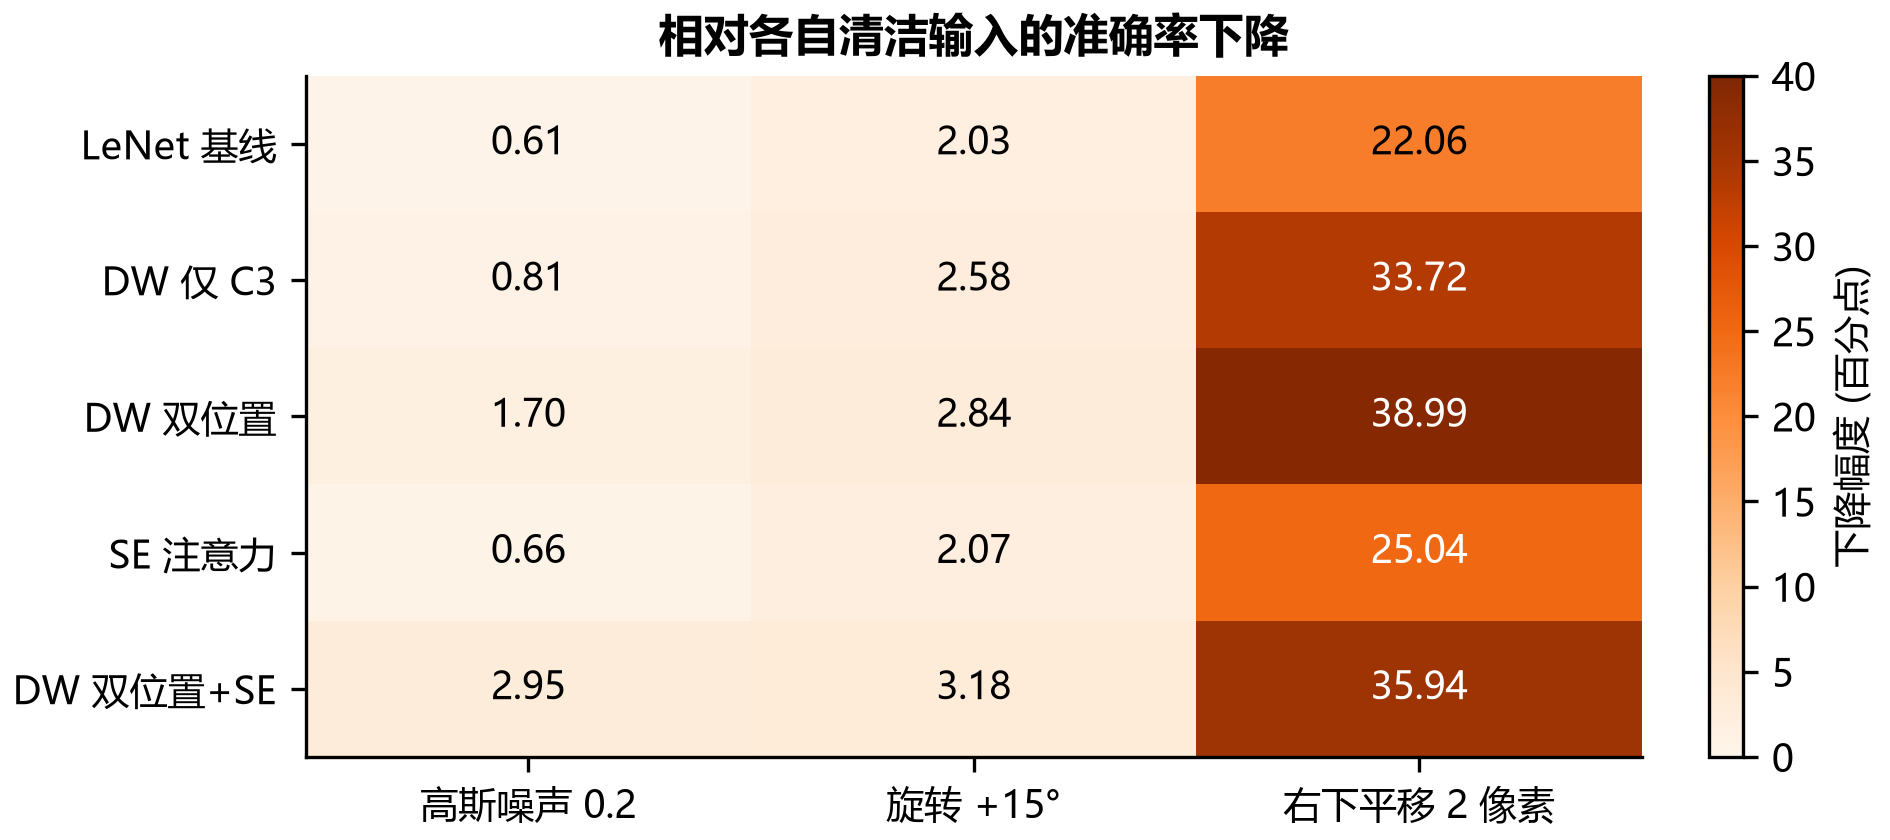 相对各自清洁输入的准确率下降
LeNet 基线 0.61 2.03 22.06
DW 仅 C3 0.81 2.58 33.72
DW 双位置 1.70 2.84 38.99
SE 注意力 0.66 2.07 25.04
DW 双位置+SE 2.95 3.18 35.94
高斯噪声 0.2 旋转 +15° 右下平移 2 像素
40
35
30
25
20
15
10
5
0
下降幅度 (百分点)